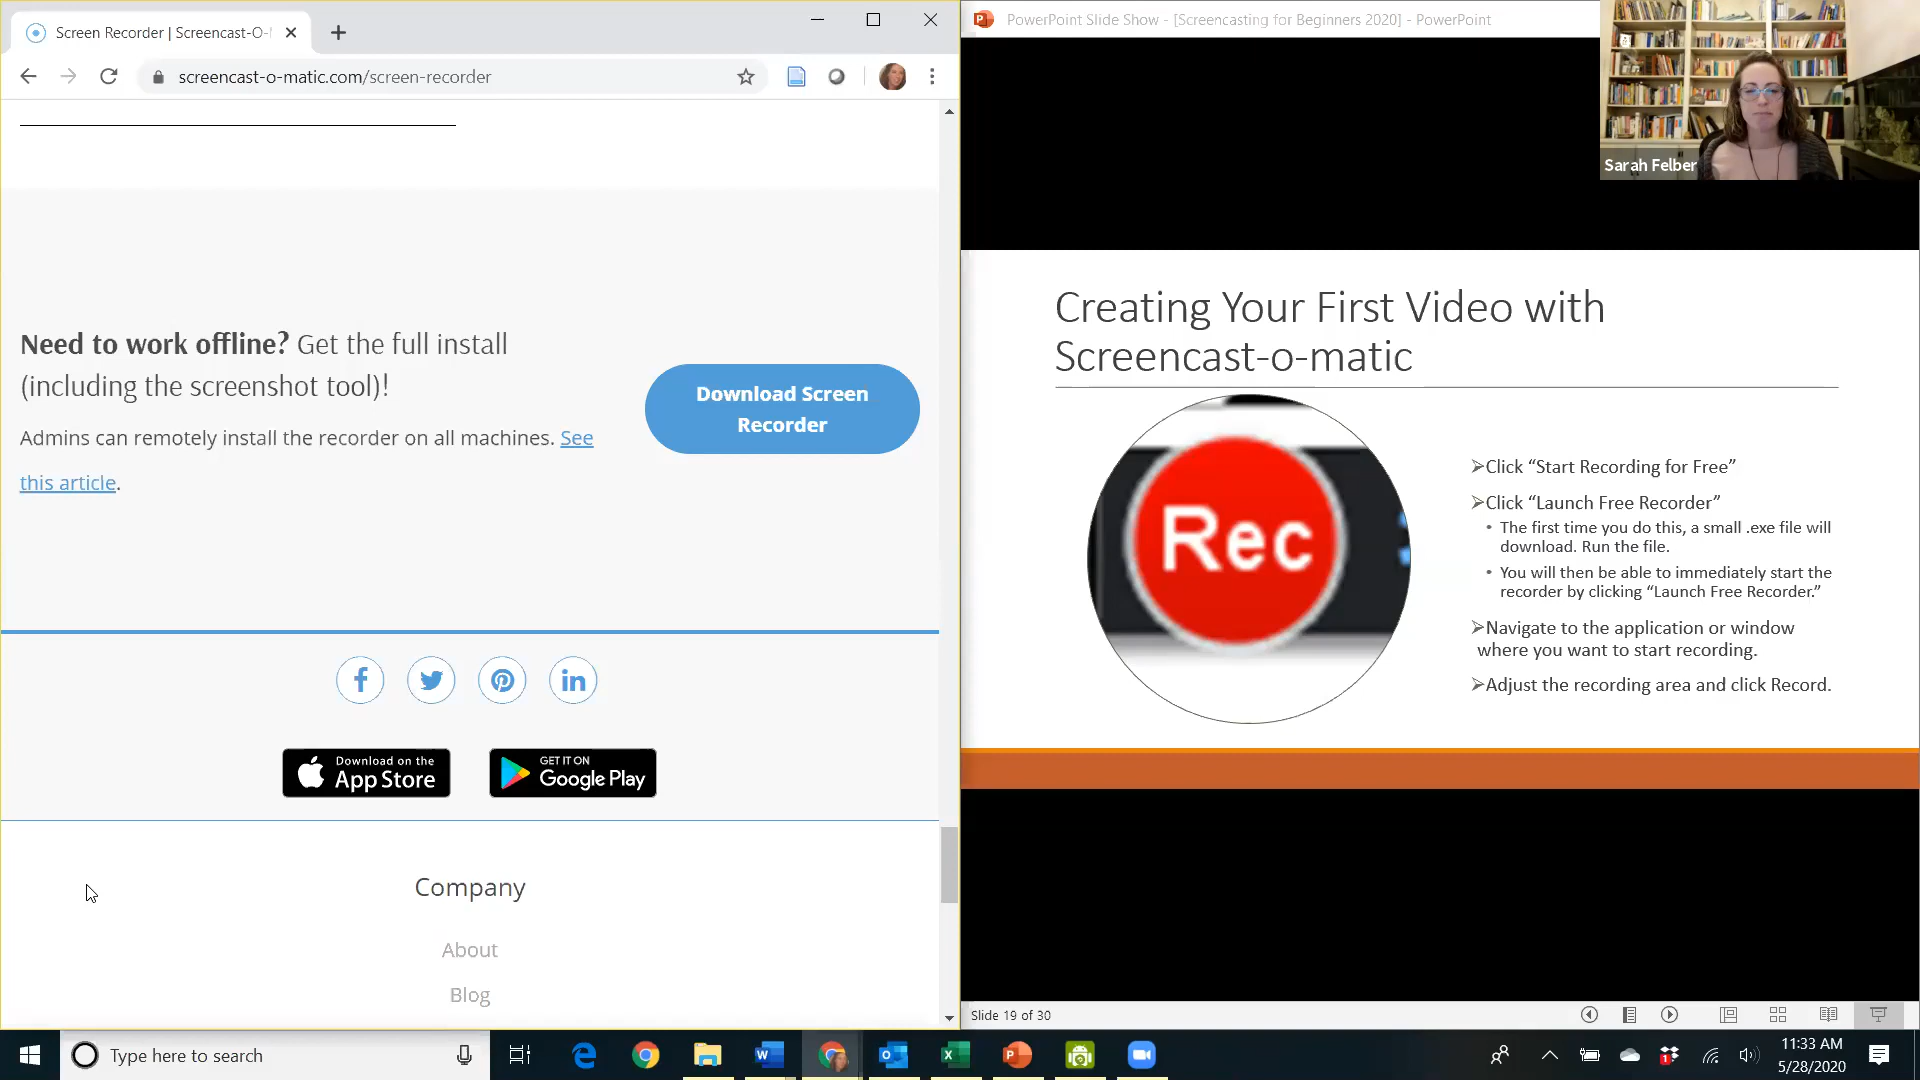 Screen Recorder | Screencast-O-
screencast-o-matic.com/screen-recorder
Need to work offline? Get the full install
(including the screenshot tool)!
Admins can remotely install the recorder on all machines. See
this article.
Download Screen
Recorder
Download on the
App Store
GET IT ON
Google Play
Company
About
Blog
PowerPoint Slide Show - [Screencasting for Beginners 2020] - PowerPoint
Sarah Felber
Creating Your First Video with
Screencast-o-matic
Rec
➢Click “Start Recording for Free”
➢Click “Launch Free Recorder”
• The first time you do this, a small .exe file will
download. Run the file.
• You will then be able to immediately start the
recorder by clicking “Launch Free Recorder.”
➢Navigate to the application or window
where you want to start recording.
➢Adjust the recording area and click Record.
Slide 19 of 30
Type here to search
11:33 AM
5/28/2020